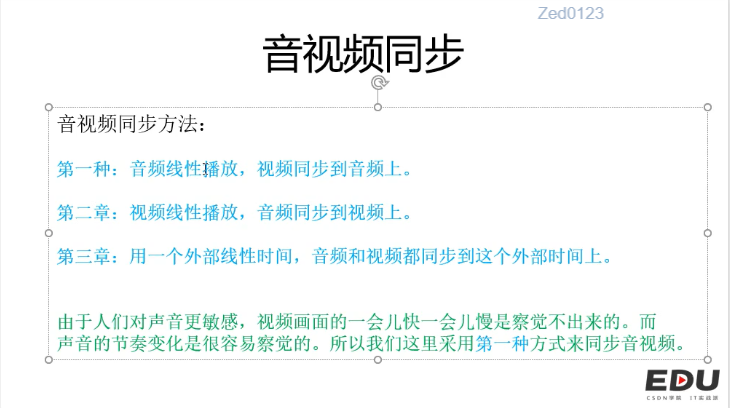 Zed0123
音视频同步
音视频同步方法：
第一种：音频线性播放，视频同步到音频上。
第二章：视频线性播放，音频同步到视频上。
第三章：用一个外部线性时间，音频和视频都同步到这个外部时间上。
由于人们对声音更敏感，视频画面的一会儿快一会儿慢是察觉不出来的。而
声音的节奏变化是很容易察觉的。所以我们这里采用第一种方式来同步音视频。
EDU
CSDN学院 IT实战派